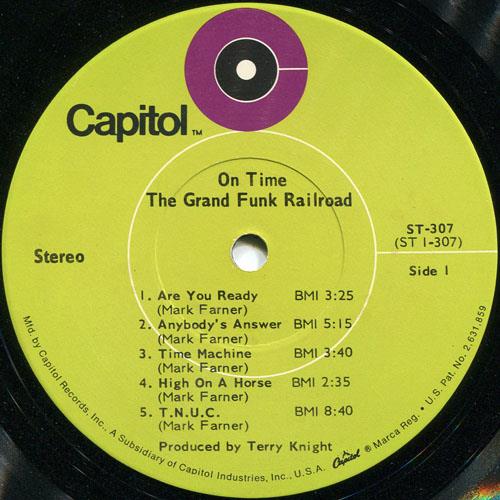 Capitol TM
On Time
The Grand Funk Railroad
ST-307
(ST 1-307)
Stereo
Side 1
1. Are You Ready BMI 3:25
(Mark Farner)
2. Anybody's Answer BMI 5:15
(Mark Farner)
3. Time Machine BMI 3:40
(Mark Farner)
4. High On A Horse BMI 2:35
(Mark Farner)
5. T.N.U.C. BMI 8:40
(Mark Farner)
Produced by Terry Knight
Mfd. by Capitol Records, Inc., A Subsidiary of Capitol Industries, Inc., U.S.A. Capitol ® Marca Reg. • U.S. Pat. No. 2,631,859